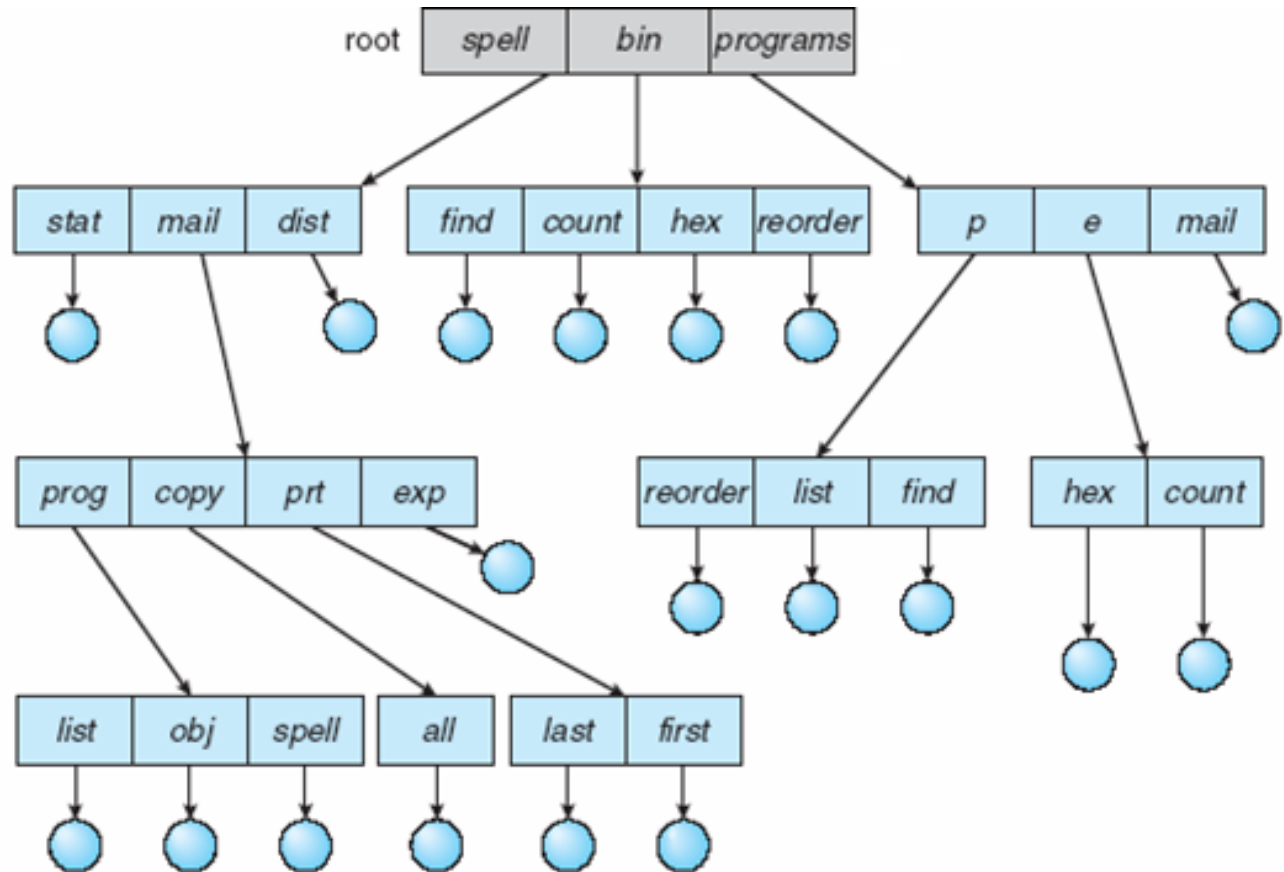 root spell bin programs
stat mail dist find count hex reorder p e mail
prog copy prt exp reorder list find hex count
list obj spell all last first